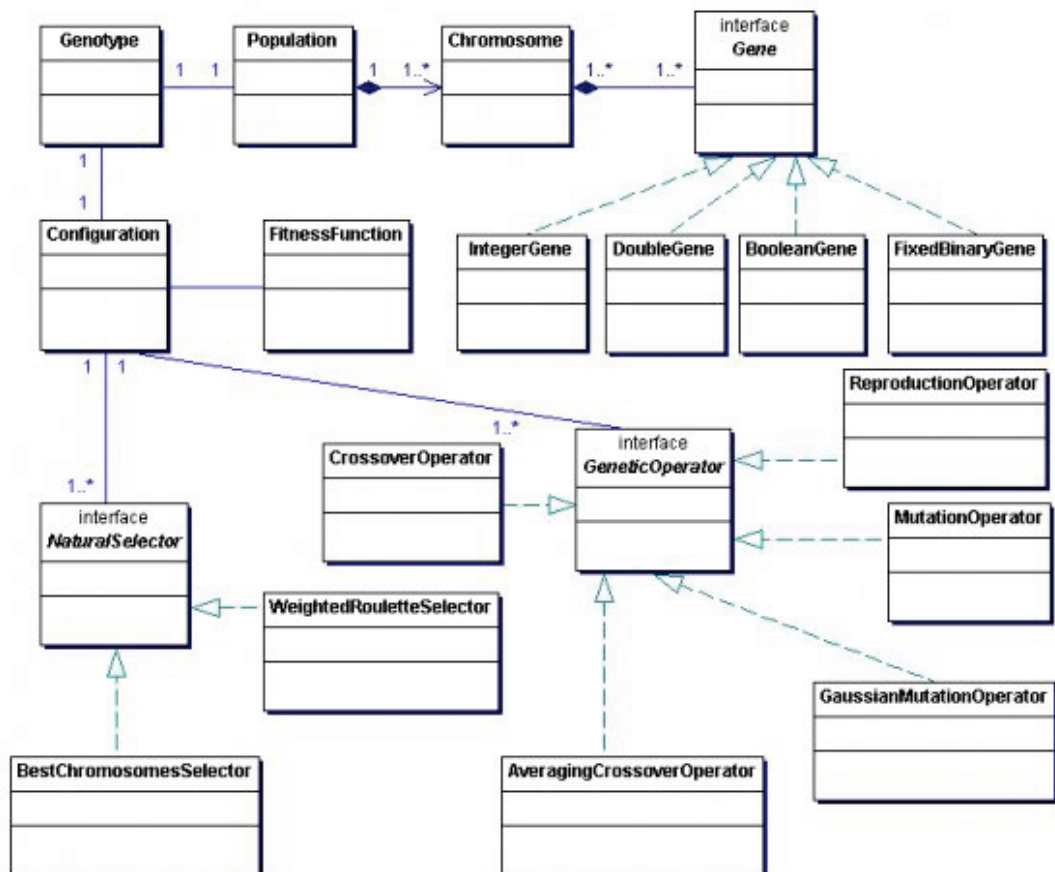 Genotype
1
1
Population
1
1..*
Chromosome
1..*
1..*
interface
Gene
1
1
Configuration
FitnessFunction
IntegerGene
DoubleGene
BooleanGene
FixedBinaryGene
1
1
1..*
1..*
ReproductionOperator
CrossoverOperator
interface
GeneticOperator
MutationOperator
interface
NaturalSelector
WeightedRouletteSelector
GaussianMutationOperator
BestChromosomesSelector
AveragingCrossoverOperator